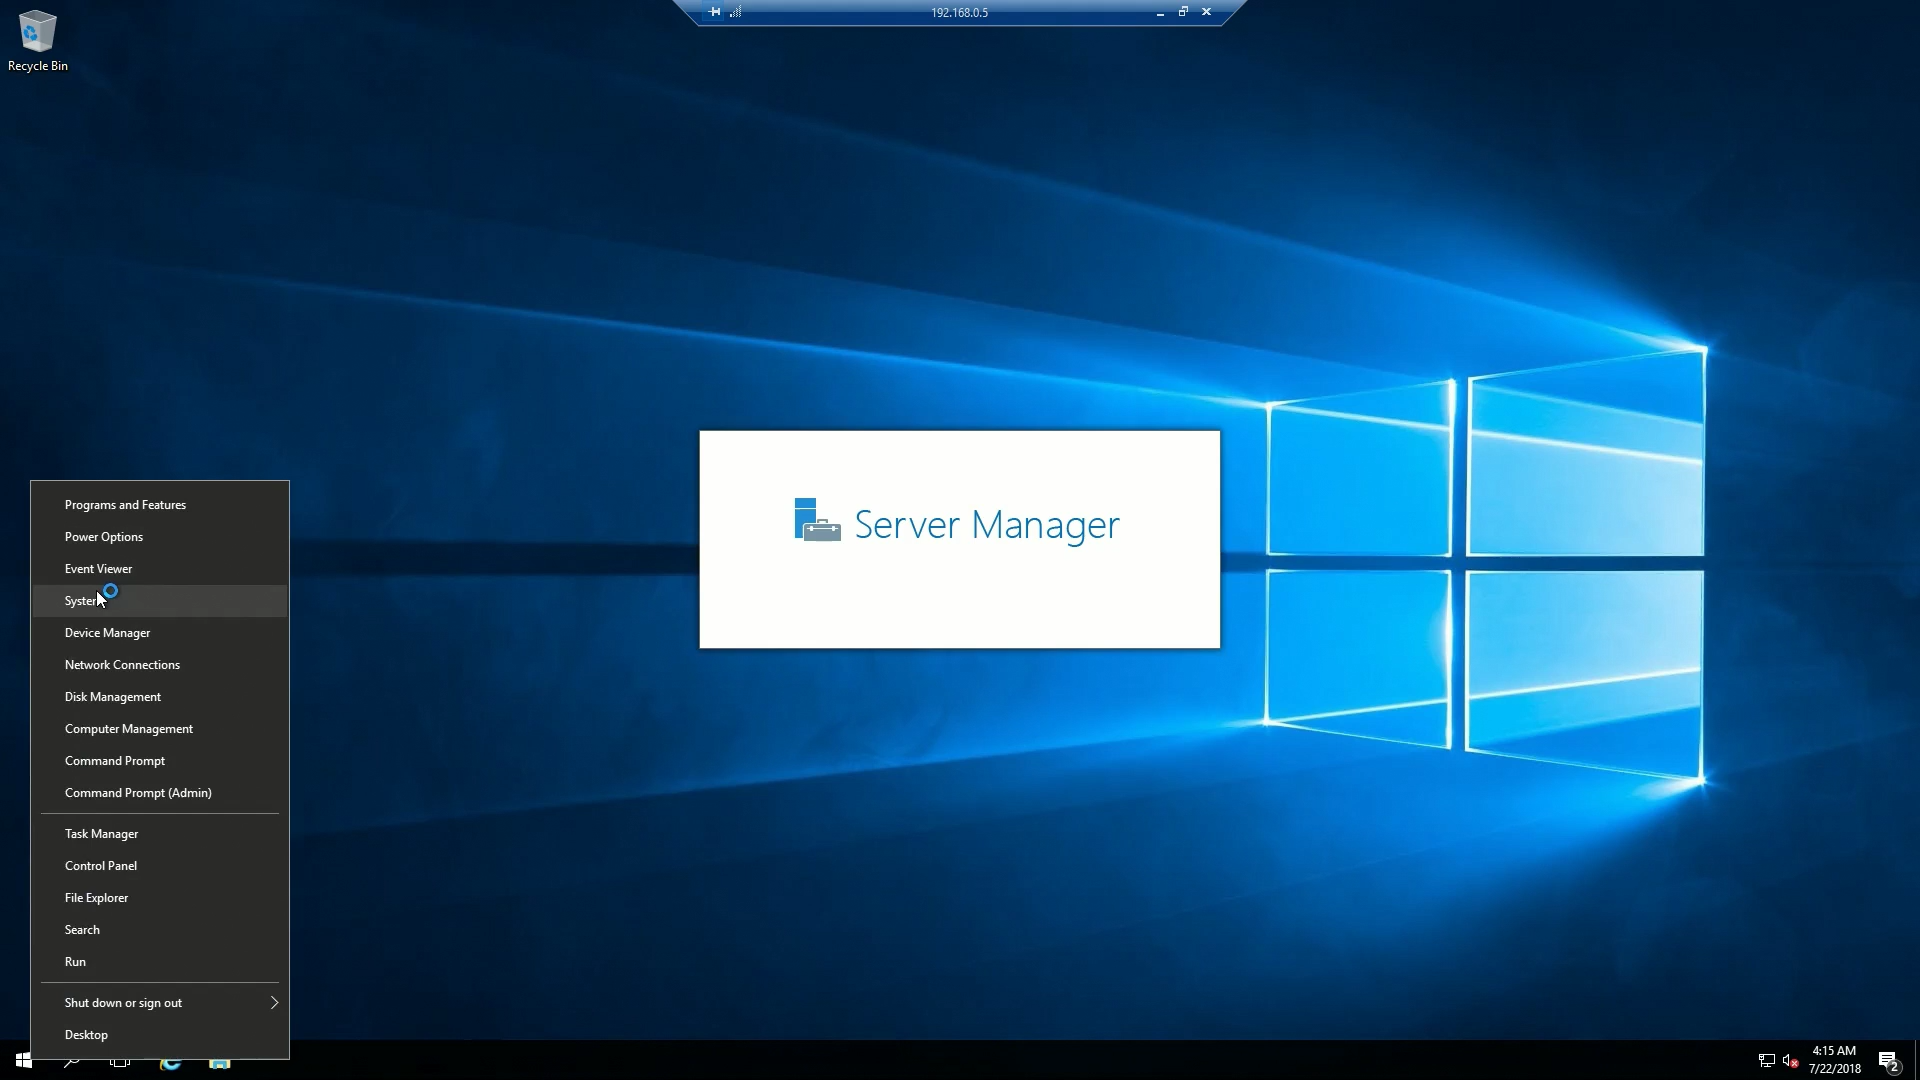 192.168.0.5
Recycle Bin
Server Manager
Programs and Features
Power Options
Event Viewer
System
Device Manager
Network Connections
Disk Management
Computer Management
Command Prompt
Command Prompt (Admin)
Task Manager
Control Panel
File Explorer
Search
Run
Shut down or sign out
Desktop
4:15 AM
7/22/2018
2